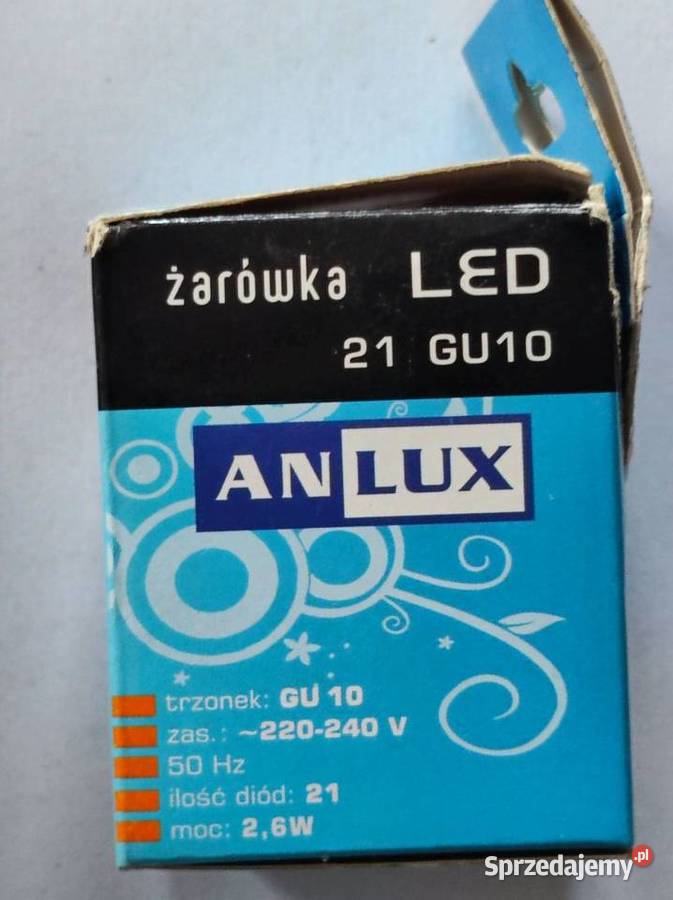 żarówka LED
21 GU10
ANLUX
trzonek: GU 10
zas.: ~220-240 V
50 Hz
ilość diód: 21
moc: 2,6W
Sprzedajemy.pl